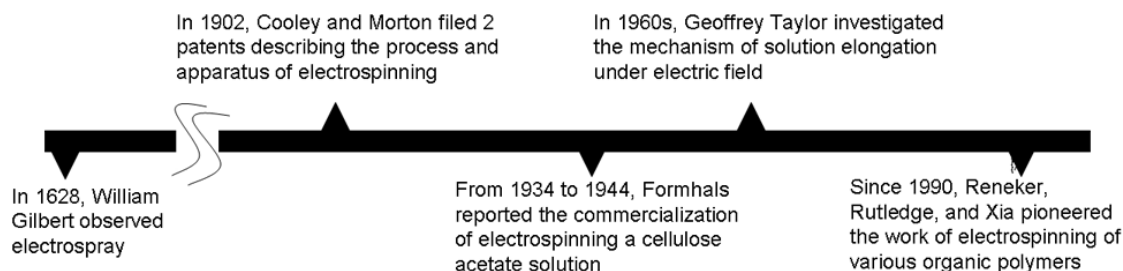 In 1902, Cooley and Morton filed 2
patents describing the process and
apparatus of electrospinning
In 1960s, Geoffrey Taylor investigated
the mechanism of solution elongation
under electric field
In 1628, William
Gilbert observed
electrospray
From 1934 to 1944, Formhals
reported the commercialization
of electrospinning a cellulose
acetate solution
Since 1990, Reneker,
Rutledge, and Xia pioneered
the work of electrospinning of
various organic polymers